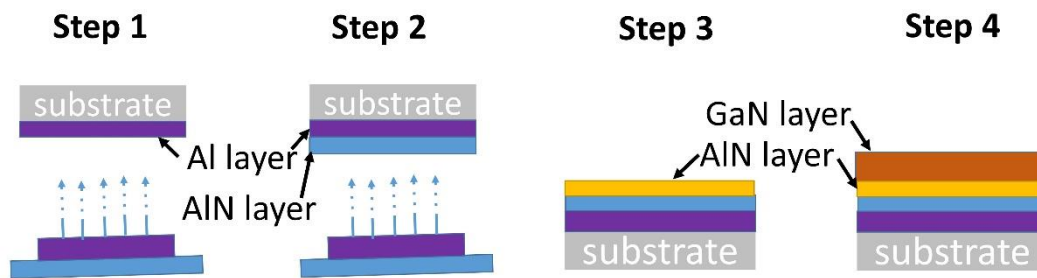 Step 1
Step 2
Step 3
Step 4
substrate
substrate
Al layer
AlN layer
GaN layer
AlN layer
substrate
substrate